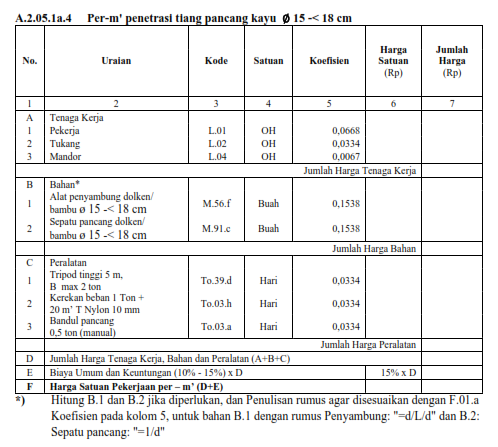 A.2.05.1a.4 Per-m' penetrasi tiang pancang kayu Ø 15 -< 18 cm
No. Uraian Kode Satuan Koefisien Harga Satuan (Rp) Jumlah Harga (Rp)
1 2 3 4 5 6 7
A Tenaga Kerja
1 Pekerja L.01 OH 0,0668
2 Tukang L.02 OH 0,0334
3 Mandor L.04 OH 0,0067
Jumlah Harga Tenaga Kerja
B Bahan*
1 Alat penyambung dolken/ bambu ø 15 -< 18 cm M.56.f Buah 0,1538
2 Sepatu pancang dolken/ bambu ø 15 -< 18 cm M.91.c Buah 0,1538
Jumlah Harga Bahan
C Peralatan
1 Tripod tinggi 5 m, B max 2 ton To.39.d Hari 0,0334
2 Kerekan beban 1 Ton + 20 m' T Nylon 10 mm To.03.h Hari 0,0334
3 Bandul pancang 0,5 ton (manual) To.03.a Hari 0,0334
Jumlah Harga Peralatan
D Jumlah Harga Tenaga Kerja, Bahan dan Peralatan (A+B+C)
E Biaya Umum dan Keuntungan (10% - 15%) x D 15% x D
F Harga Satuan Pekerjaan per – m' (D+E)
*) Hitung B.1 dan B.2 jika diperlukan, dan Penulisan rumus agar disesuaikan dengan F.01.a
Koefisien pada kolom 5, untuk bahan B.1 dengan rumus Penyambung: "=d/L/d" dan B.2:
Sepatu pancang: "=1/d"